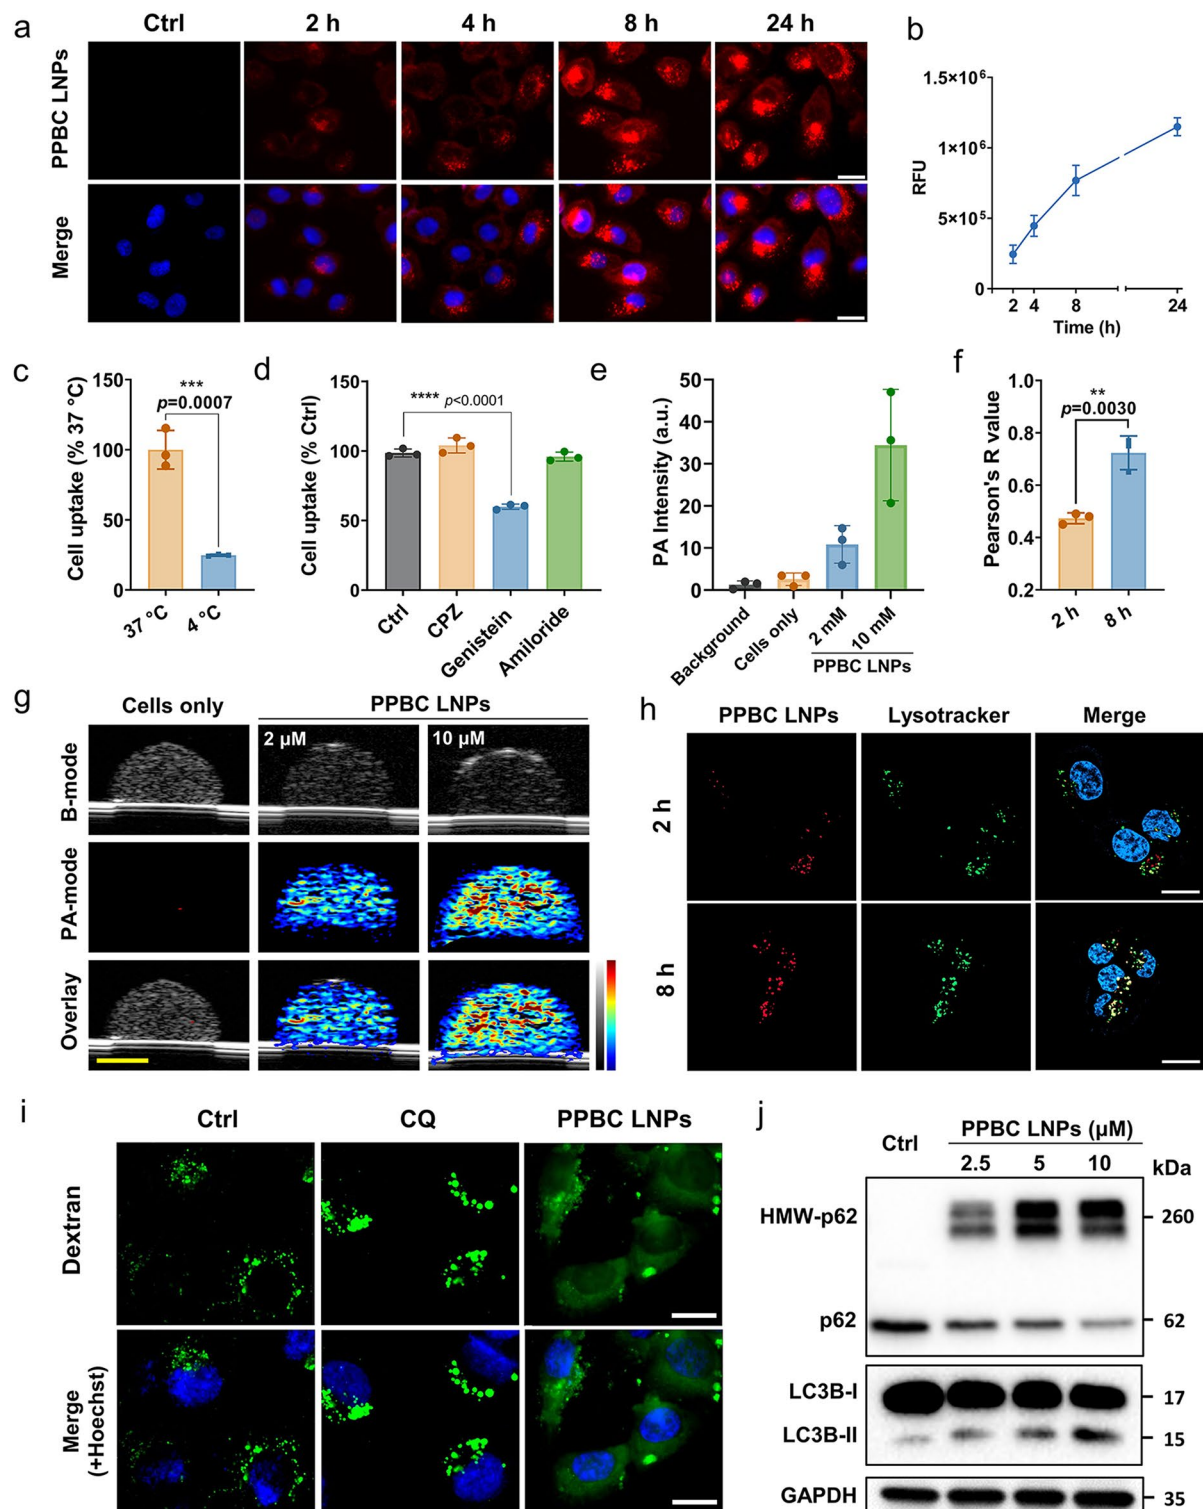 a
Ctrl 2 h 4 h 8 h 24 h
PPBC LNPs
Merge
b
1.5×10⁶
1×10⁶
5×10⁵
0
RFU
2 4 8 24
Time (h)
c
Cell uptake (% 37 °C)
150
100
50
0
***
p=0.0007
37 °C 4 °C
d
Cell uptake (% Ctrl)
150
100
50
0
**** p<0.0001
Ctrl CPZ Genistein Amiloride
e
PA Intensity (a.u.)
50
40
30
20
10
0
Background Cells only 2 mM 10 mM
PPBC LNPs
f
Pearson's R value
1.0
0.8
0.6
0.4
0.2
**
p=0.0030
2 h 8 h
g
Cells only PPBC LNPs
2 µM 10 µM
B-mode
PA-mode
Overlay
h
PPBC LNPs Lysotracker Merge
2 h
8 h
i
Ctrl CQ PPBC LNPs
Dextran
Merge
(+Hoechst)
j
Ctrl PPBC LNPs (µM)
2.5 5 10 kDa
HMW-p62 260
p62 62
LC3B-I 17
LC3B-II 15
GAPDH 35